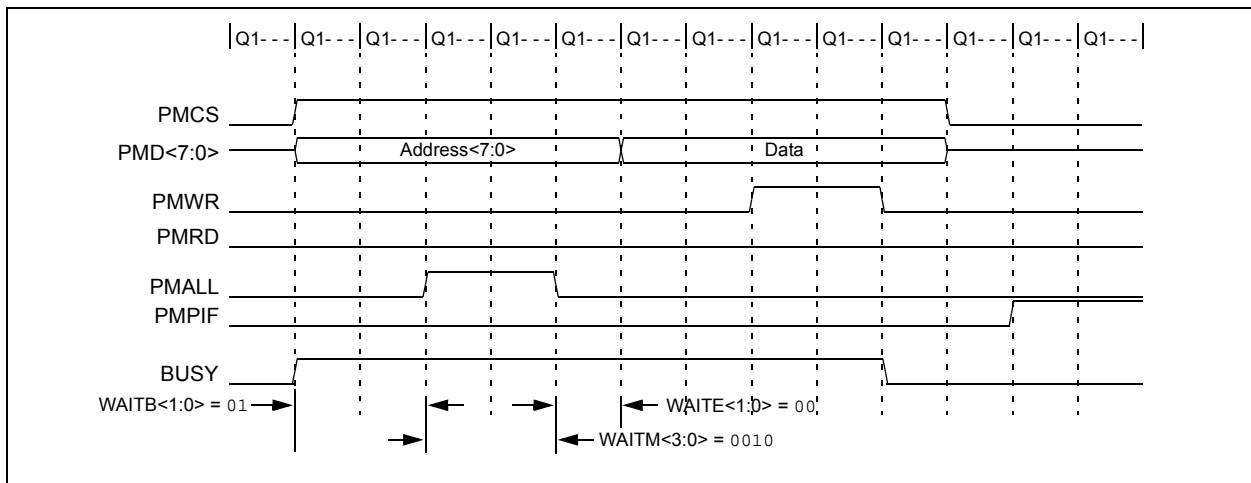 Q1- - - Q1- - - Q1- - - Q1- - - Q1- - - Q1- - - Q1- - - Q1- - - Q1- - - Q1- - - Q1- - - Q1- - - Q1- - - Q1- - -
PMCS
PMD<7:0> Address<7:0> Data
PMWR
PMRD
PMALL
PMPIF
BUSY
WAITB<1:0> = 01 WAITE<1:0> = 00
WAITM<3:0> = 0010